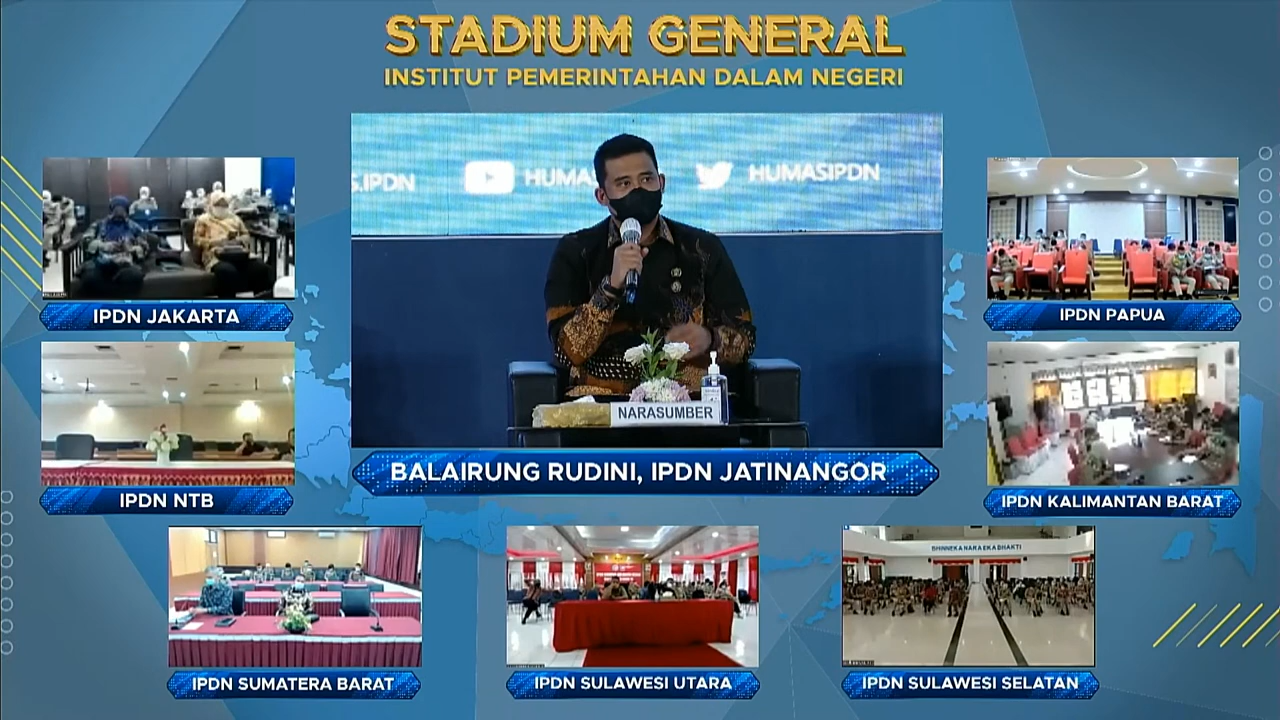 STADIUM GENERAL
INSTITUT PEMERINTAHAN DALAM NEGERI
S.IPDN
HUMAS
HUMASIPDN
NARASUMBER
BALAIRUNG RUDINI, IPDN JATINANGOR
IPDN JAKARTA
IPDN PAPUA
IPDN NTB
IPDN KALIMANTAN BARAT
BHINNEKA NARA EKA BHAKTI
IPDN SUMATERA BARAT
IPDN SULAWESI UTARA
IPDN SULAWESI SELATAN